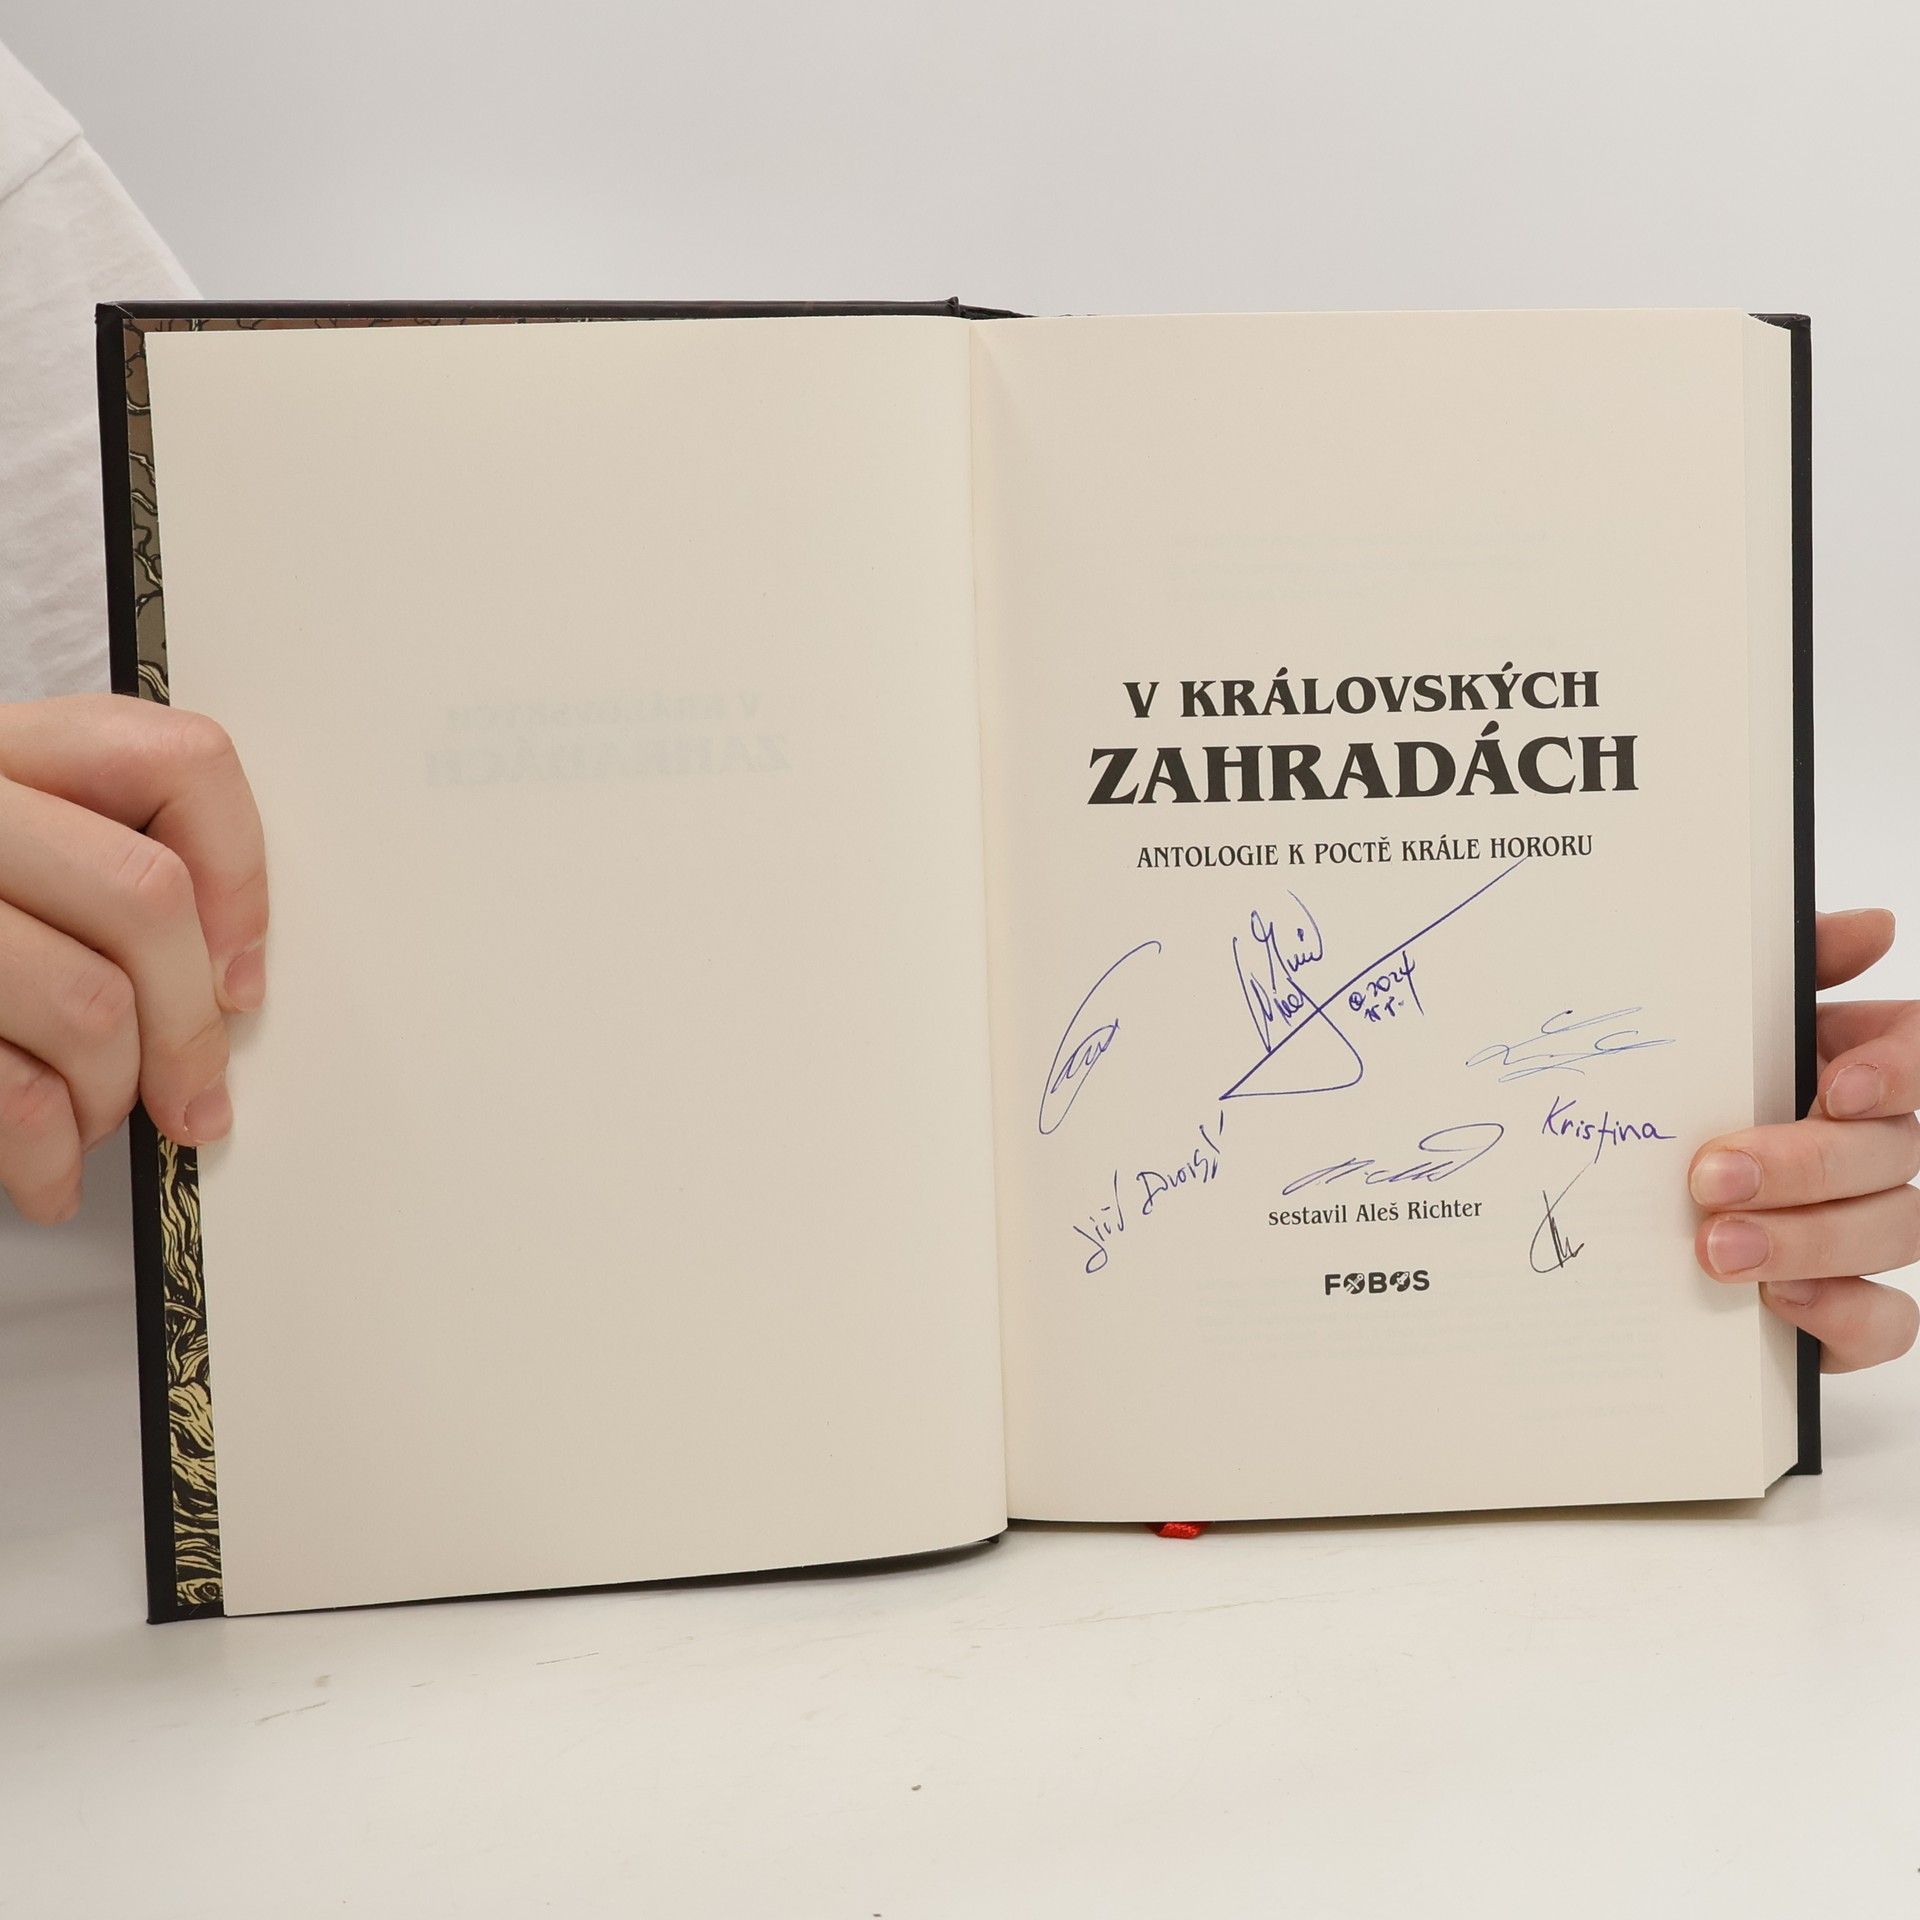 V KRÁLOVSKÝCH
ZAHRADÁCH
ANTOLOGIE K POCTĚ KRÁLE HORORU
©2024
Kristina
Jiří Dvorský
sestavil Aleš Richter
FOBOS